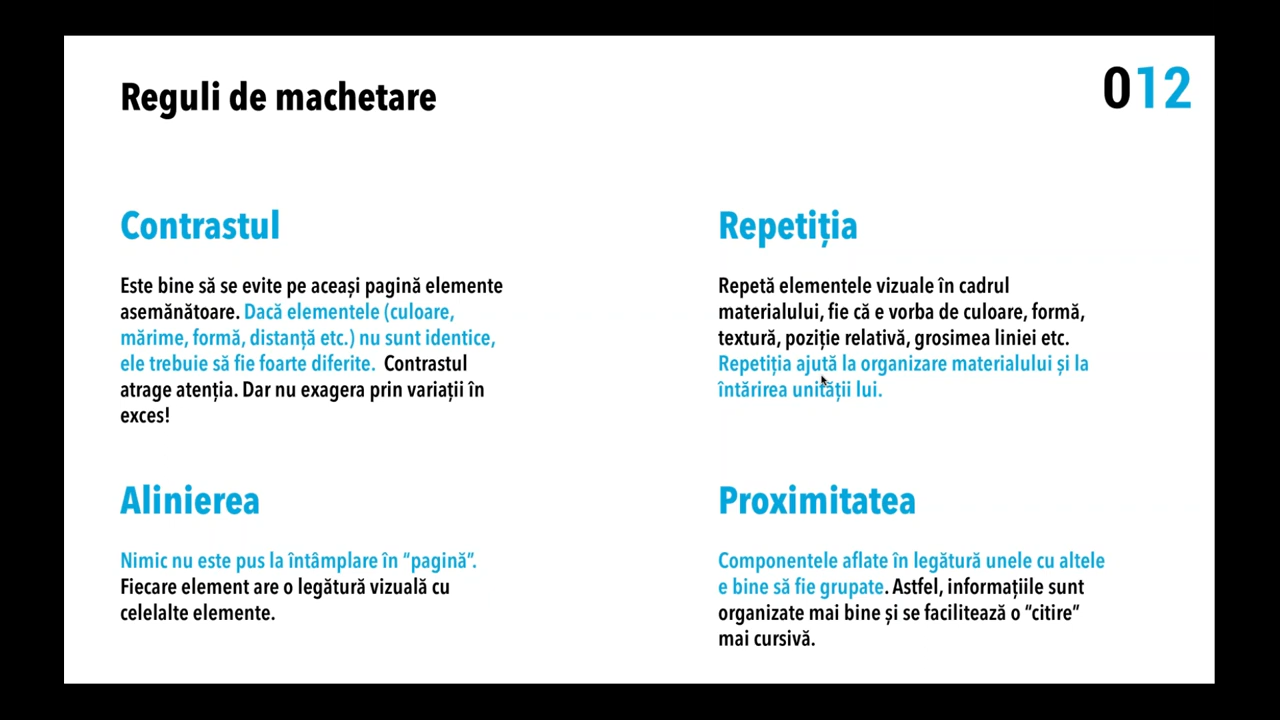 Reguli de machetare
012
Contrastul
Este bine să se evite pe aceași pagină elemente
asemănătoare. Dacă elementele (culoare,
mărime, formă, distanță etc.) nu sunt identice,
ele trebuie să fie foarte diferite. Contrastul
atrage atenția. Dar nu exagera prin variații în
exces!
Repetiția
Repetă elementele vizuale în cadrul
materialului, fie că e vorba de culoare, formă,
textură, poziție relativă, grosimea liniei etc.
Repetiția ajută la organizare materialului și la
întărirea unității lui.
Alinierea
Nimic nu este pus la întâmplare în “pagină”.
Fiecare element are o legătură vizuală cu
celelalte elemente.
Proximitatea
Componentele aflate în legătură unele cu altele
e bine să fie grupate. Astfel, informațiile sunt
organizate mai bine și se facilitează o “citire”
mai cursivă.